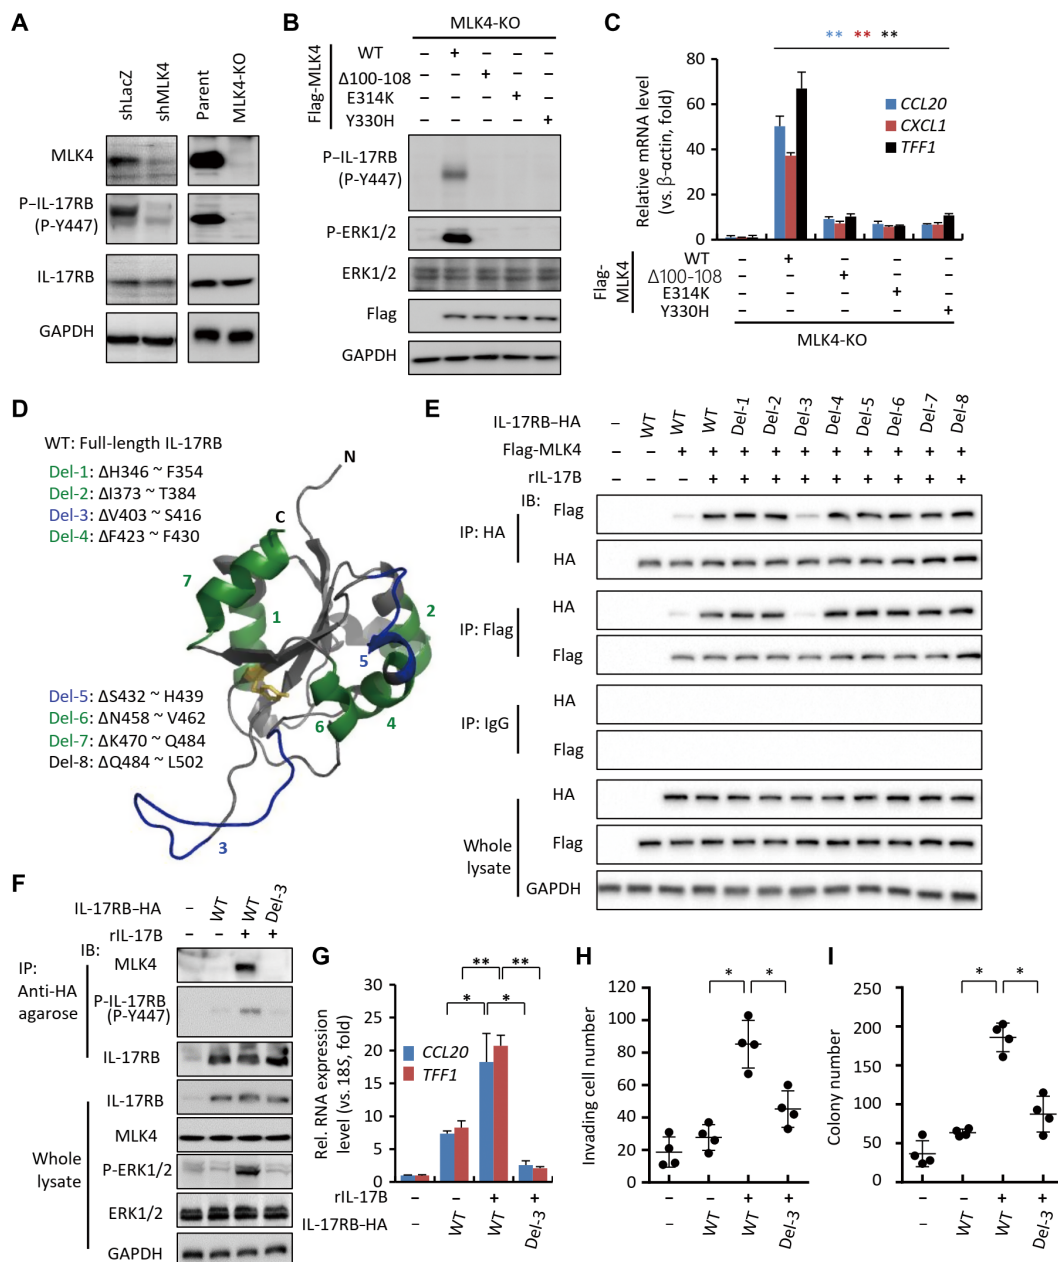 A
shLacZ
shMLK4
Parent
MLK4-KO
MLK4
P–IL-17RB
(P-Y447)
IL-17RB
GAPDH
B
MLK4-KO
Flag-MLK4
WT – + – – –
Δ100-108 – – + – –
E314K – – – + –
Y330H – – – – +
P-IL-17RB
(P-Y447)
P-ERK1/2
ERK1/2
Flag
GAPDH
C
** ** **
Relative mRNA level
(vs. β-actin, fold)
80
60
40
20
0
CCL20
CXCL1
TFF1
Flag-
MLK4
WT – + – – –
Δ100-108 – – + – –
E314K – – – + –
Y330H – – – – +
MLK4-KO
D
WT: Full-length IL-17RB
Del-1: ΔH346 ~ F354
Del-2: ΔI373 ~ T384
Del-3: ΔV403 ~ S416
Del-4: ΔF423 ~ F430
N
C
7
1
2
5
6
4
3
Del-5: ΔS432 ~ H439
Del-6: ΔN458 ~ V462
Del-7: ΔK470 ~ Q484
Del-8: ΔQ484 ~ L502
E
IL-17RB–HA – WT WT WT Del-1 Del-2 Del-3 Del-4 Del-5 Del-6 Del-7 Del-8
Flag-MLK4 – – + + + + + + + + + +
rIL-17B – – – + + + + + + + + +
IB:
IP: HA
Flag
HA
IP: Flag
HA
Flag
IP: IgG
HA
Flag
Whole
lysate
HA
Flag
GAPDH
F
IL-17RB–HA – WT WT Del-3
rIL-17B – – + +
IB:
IP:
Anti-HA
agarose
MLK4
P-IL-17RB
(P-Y447)
IL-17RB
Whole
lysate
IL-17RB
MLK4
P-ERK1/2
ERK1/2
GAPDH
G
** **
* *
Rel. RNA expression
level (vs. 18S, fold)
30
25
20
15
10
5
0
CCL20
TFF1
rIL-17B – – + +
IL-17RB-HA – WT WT Del-3
H
* *
Invading cell number
120
100
80
60
40
20
0
– – + +
– WT WT Del-3
I
* *
Colony number
250
200
150
100
50
0
– – + +
– WT WT Del-3